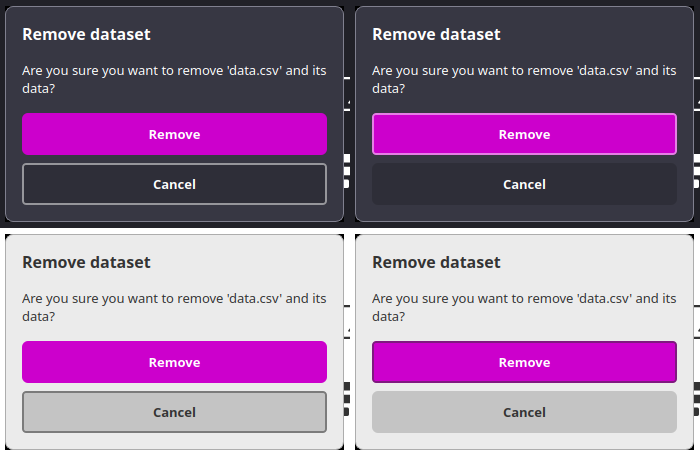 Remove dataset
Are you sure you want to remove 'data.csv' and its
data?
Remove
Cancel
Remove dataset
Are you sure you want to remove 'data.csv' and its
data?
Remove
Cancel
Remove dataset
Are you sure you want to remove 'data.csv' and its
data?
Remove
Cancel
Remove dataset
Are you sure you want to remove 'data.csv' and its
data?
Remove
Cancel